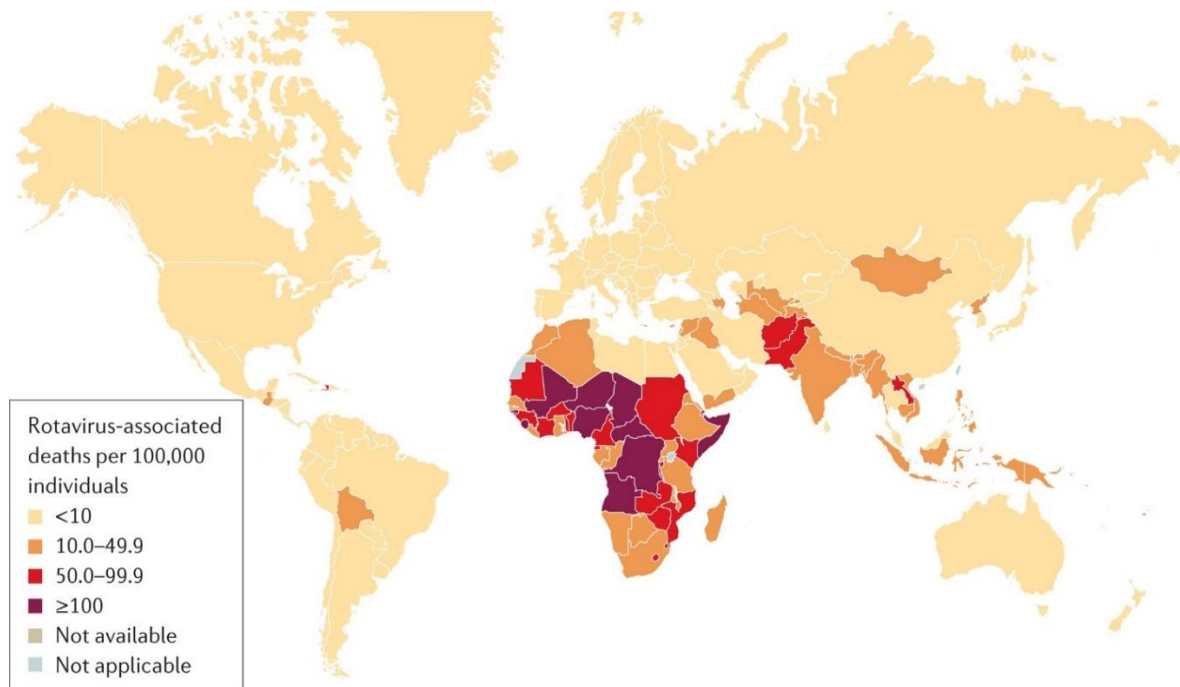 Rotavirus-associated
deaths per 100,000
individuals
<10
10.0–49.9
50.0–99.9
≥100
Not available
Not applicable